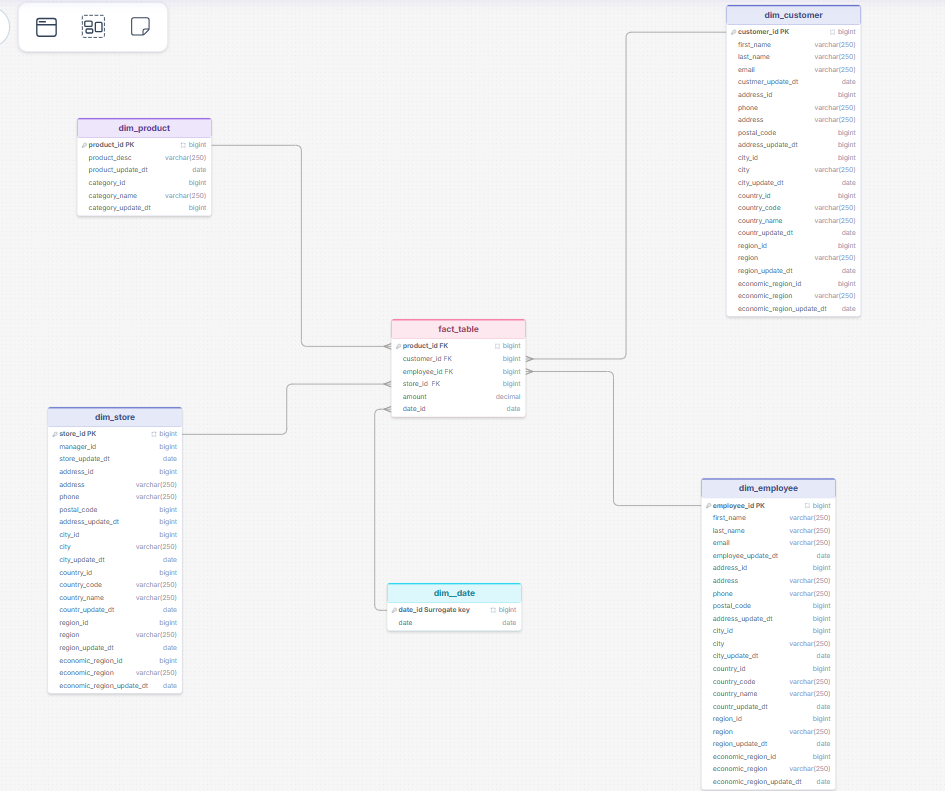 dim_customer
customer_id PK bigint
first_name varchar(250)
last_name varchar(250)
email varchar(250)
custmer_update_dt date
address_id bigint
phone varchar(250)
address varchar(250)
postal_code bigint
address_update_dt bigint
city_id bigint
city varchar(250)
city_update_dt date
country_id bigint
country_code varchar(250)
country_name varchar(250)
countr_update_dt date
region_id bigint
region varchar(250)
region_update_dt date
economic_region_id bigint
economic_region varchar(250)
economic_region_update_dt date
dim_product
product_id PK bigint
product_desc varchar(250)
product_update_dt date
category_id bigint
category_name varchar(250)
category_update_dt bigint
fact_table
product_id FK bigint
customer_id FK bigint
employee_id FK bigint
store_id FK bigint
amount decimal
date_id date
dim_store
store_id PK bigint
manager_id bigint
store_update_dt date
address_id bigint
address varchar(250)
phone varchar(250)
postal_code bigint
address_update_dt bigint
city_id bigint
city varchar(250)
city_update_dt date
country_id bigint
country_code varchar(250)
country_name varchar(250)
countr_update_dt date
region_id bigint
region varchar(250)
region_update_dt date
economic_region_id bigint
economic_region varchar(250)
economic_region_update_dt date
dim__date
date_id Surrogate key bigint
date date
dim_employee
employee_id PK bigint
first_name varchar(250)
last_name varchar(250)
email varchar(250)
employee_update_dt date
address_id bigint
address varchar(250)
phone varchar(250)
postal_code bigint
address_update_dt bigint
city_id bigint
city varchar(250)
city_update_dt date
country_id bigint
country_code varchar(250)
country_name varchar(250)
countr_update_dt date
region_id bigint
region varchar(250)
region_update_dt date
economic_region_id bigint
economic_region varchar(250)
economic_region_update_dt date